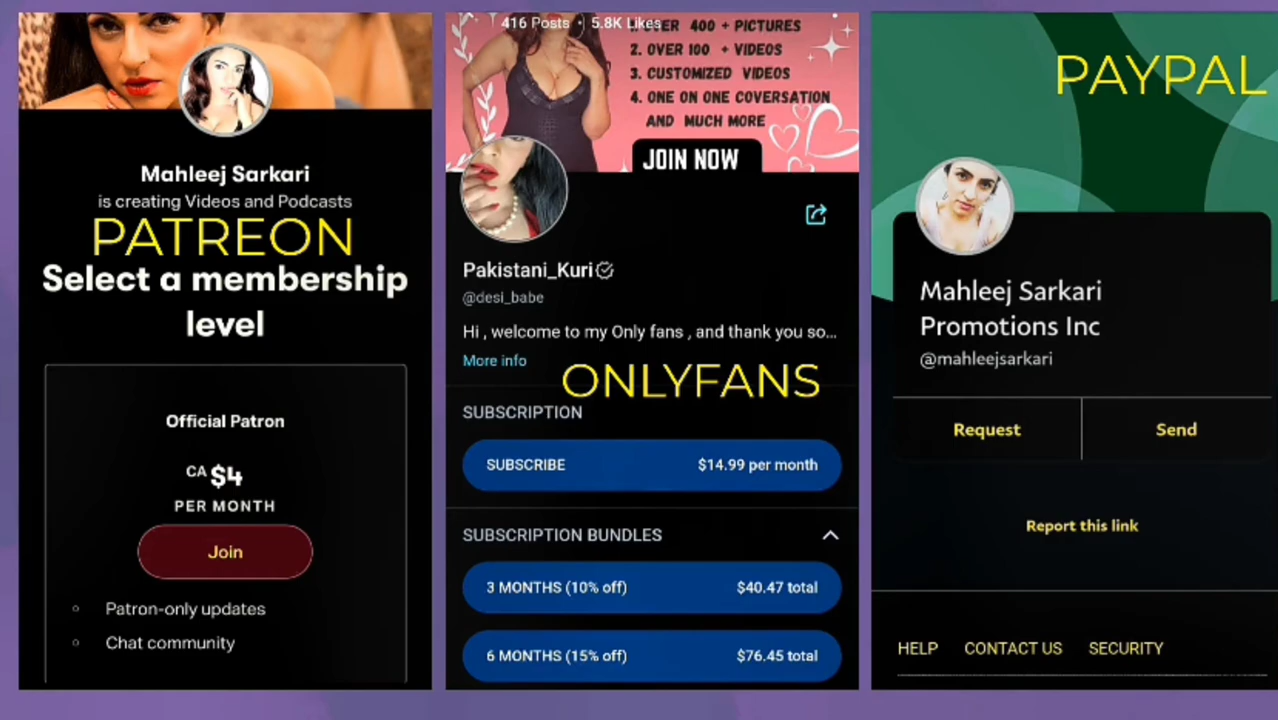 Mahleej Sarkari
is creating Videos and Podcasts
PATREON
Select a membership
level
Official Patron
CA $4
PER MONTH
Join
Patron-only updates
Chat community
416 Posts • 5.8K Likes
1. OVER 400 + PICTURES
2. OVER 100 + VIDEOS
3. CUSTOMIZED VIDEOS
4. ONE ON ONE COVERSATION
AND MUCH MORE
JOIN NOW
Pakistani_Kuri
@desi_babe
Hi , welcome to my Only fans , and thank you so...
More info
ONLYFANS
SUBSCRIPTION
SUBSCRIBE $14.99 per month
SUBSCRIPTION BUNDLES
3 MONTHS (10% off) $40.47 total
6 MONTHS (15% off) $76.45 total
PAYPAL
Mahleej Sarkari
Promotions Inc
@mahleejsarkari
Request Send
Report this link
HELP CONTACT US SECURITY